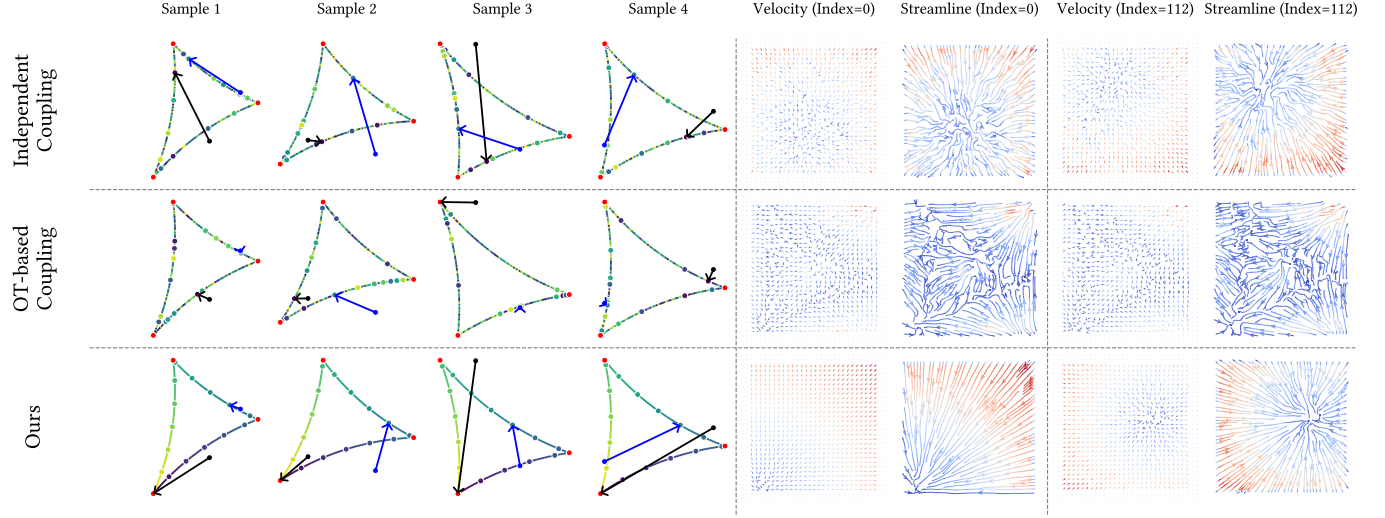 Sample 1 Sample 2 Sample 3 Sample 4 Velocity (Index=0) Streamline (Index=0) Velocity (Index=112) Streamline (Index=112)
Independent
Coupling
OT-based
Coupling
Ours